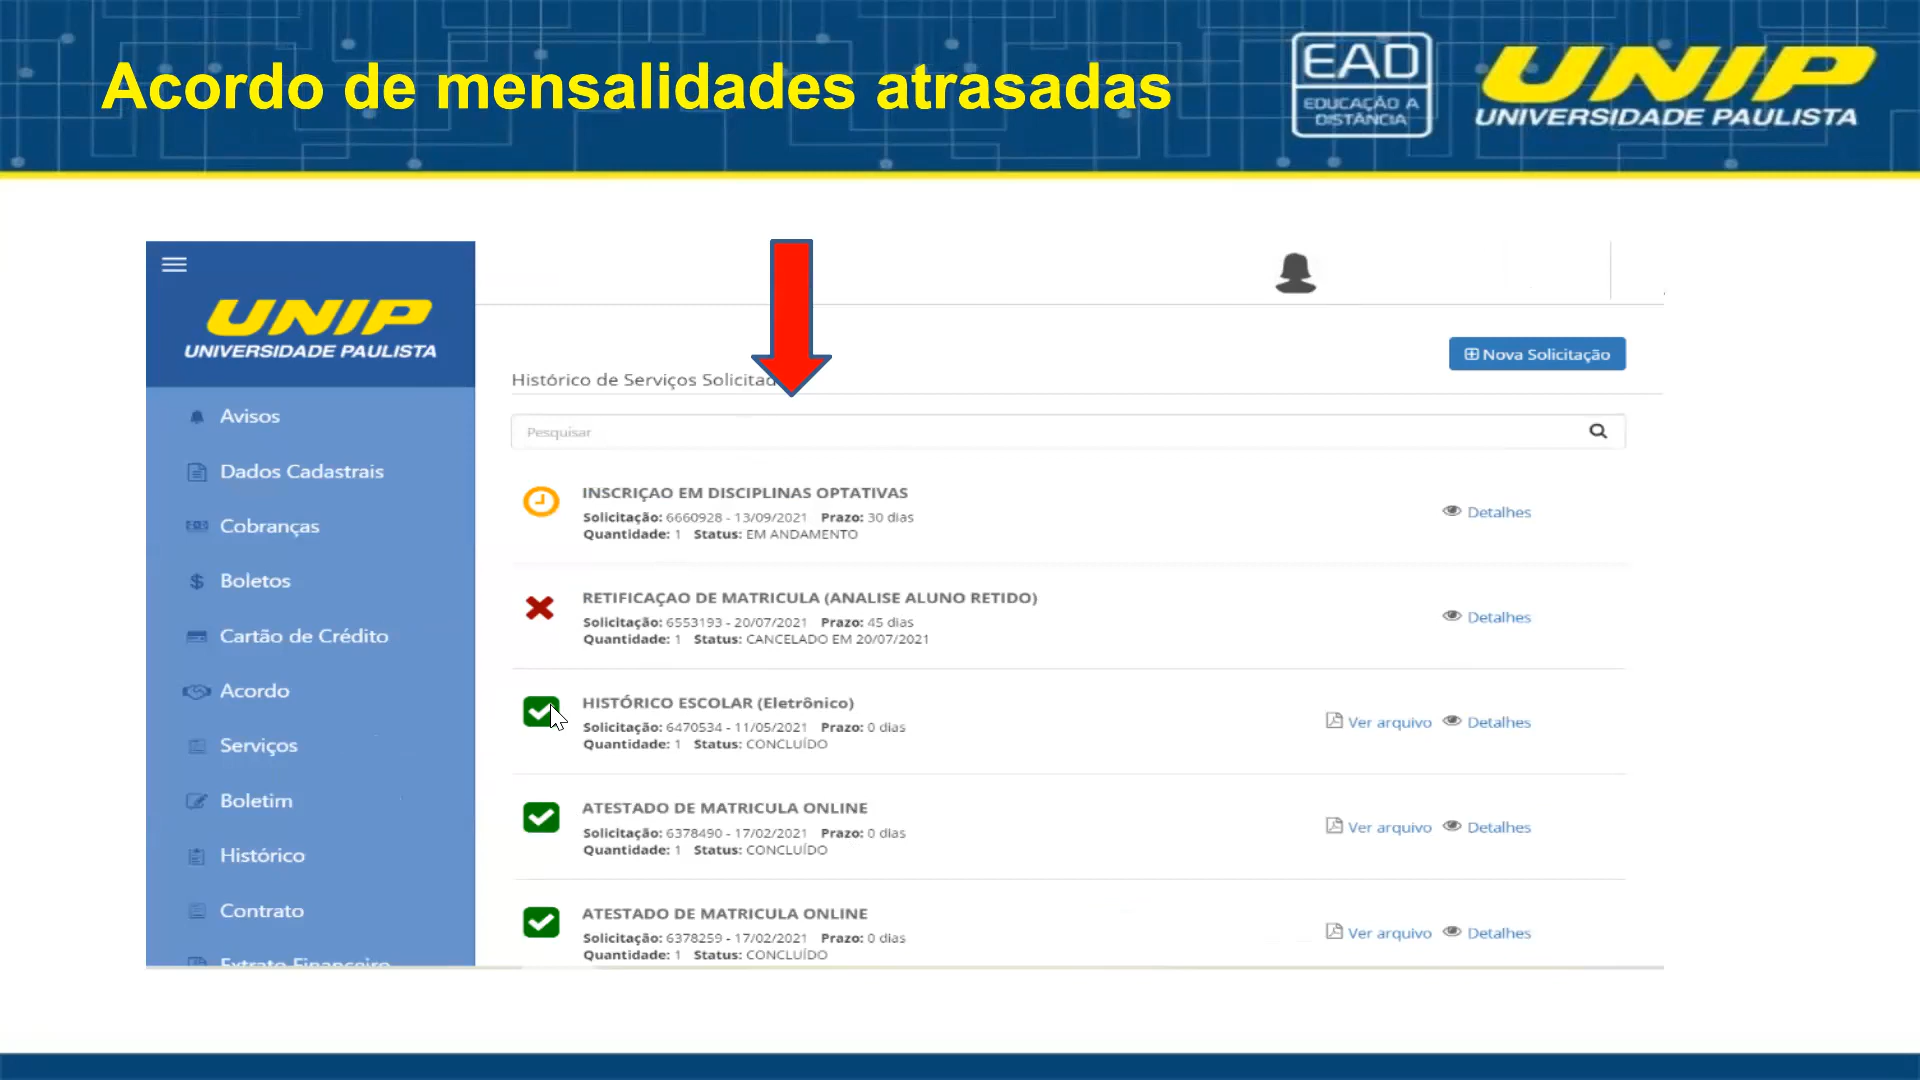 Acordo de mensalidades atrasadas
EAD
EDUCAÇÃO A
DISTÂNCIA
UNIP
UNIVERSIDADE PAULISTA
UNIP
UNIVERSIDADE PAULISTA
Avisos
Dados Cadastrais
Cobranças
Boletos
Cartão de Crédito
Acordo
Serviços
Boletim
Histórico
Contrato
Extrato Financeiro
Nova Solicitação
Histórico de Serviços Solicitad
Pesquisar
INSCRIÇAO EM DISCIPLINAS OPTATIVAS
Solicitação: 6660928 - 13/09/2021 Prazo: 30 dias
Quantidade: 1 Status: EM ANDAMENTO
Detalhes
RETIFICAÇAO DE MATRICULA (ANALISE ALUNO RETIDO)
Solicitação: 6553193 - 20/07/2021 Prazo: 45 dias
Quantidade: 1 Status: CANCELADO EM 20/07/2021
Detalhes
HISTÓRICO ESCOLAR (Eletrônico)
Solicitação: 6470534 - 11/05/2021 Prazo: 0 dias
Quantidade: 1 Status: CONCLUÍDO
Ver arquivo Detalhes
ATESTADO DE MATRICULA ONLINE
Solicitação: 6378490 - 17/02/2021 Prazo: 0 dias
Quantidade: 1 Status: CONCLUÍDO
Ver arquivo Detalhes
ATESTADO DE MATRICULA ONLINE
Solicitação: 6378259 - 17/02/2021 Prazo: 0 dias
Quantidade: 1 Status: CONCLUÍDO
Ver arquivo Detalhes